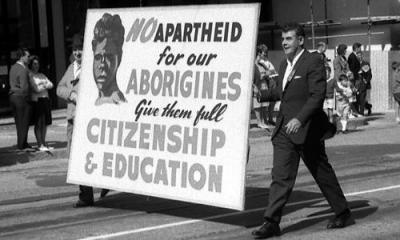 NO APARTHEID
for our
ABORIGINES
Give them full
CITIZENSHIP
& EDUCATION